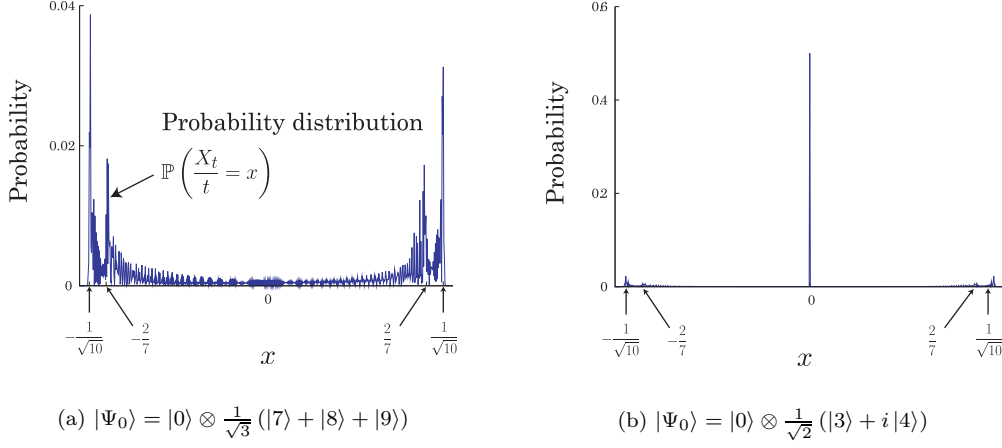 0.04
0.02
0
Probability
Probability distribution
ℙ(X_t/t = x)
0
−1/√10
−2/7
2/7
1/√10
x
(a) |Ψ₀⟩ = |0⟩ ⊗ 1/√3 (|7⟩ + |8⟩ + |9⟩)
0.6
0.4
0.2
0
Probability
0
−1/√10
−2/7
2/7
1/√10
x
(b) |Ψ₀⟩ = |0⟩ ⊗ 1/√2 (|3⟩ + i |4⟩)